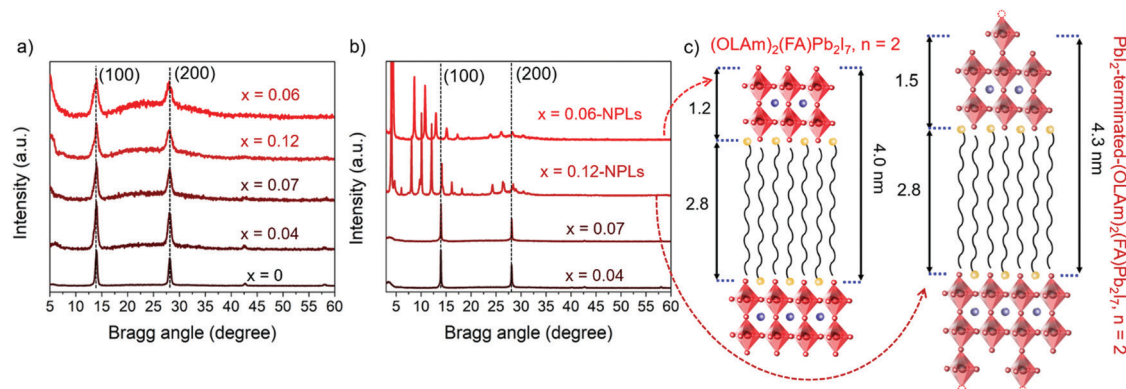 a)
(100)
(200)
x = 0.06
x = 0.12
x = 0.07
x = 0.04
x = 0
Intensity (a.u.)
5 10 15 20 25 30 35 40 45 50 55 60
Bragg angle (degree)
b)
(100)
(200)
x = 0.06-NPLs
x = 0.12-NPLs
x = 0.07
x = 0.04
Intensity (a.u.)
5 10 15 20 25 30 35 40 45 50 55 60
Bragg angle (degree)
c)
(OLAm)2(FA)Pb2I7, n = 2
1.2
2.8
4.0 nm
1.5
2.8
4.3 nm
PbI2-terminated-(OLAm)2(FA)Pb2I7, n = 2